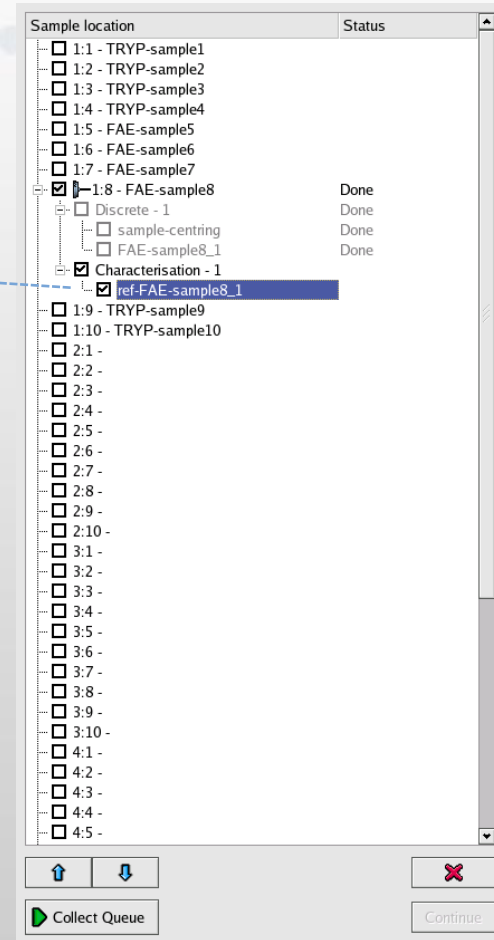 Sample location Status
1:1 - TRYP-sample1
1:2 - TRYP-sample2
1:3 - TRYP-sample3
1:4 - TRYP-sample4
1:5 - FAE-sample5
1:6 - FAE-sample6
1:7 - FAE-sample7
1:8 - FAE-sample8 Done
Discrete - 1 Done
sample-centring Done
FAE-sample8_1 Done
Characterisation - 1
ref-FAE-sample8_1
1:9 - TRYP-sample9
1:10 - TRYP-sample10
2:1 -
2:2 -
2:3 -
2:4 -
2:5 -
2:6 -
2:7 -
2:8 -
2:9 -
2:10 -
3:1 -
3:2 -
3:3 -
3:4 -
3:5 -
3:6 -
3:7 -
3:8 -
3:9 -
3:10 -
4:1 -
4:2 -
4:3 -
4:4 -
4:5 -
Collect Queue Continue